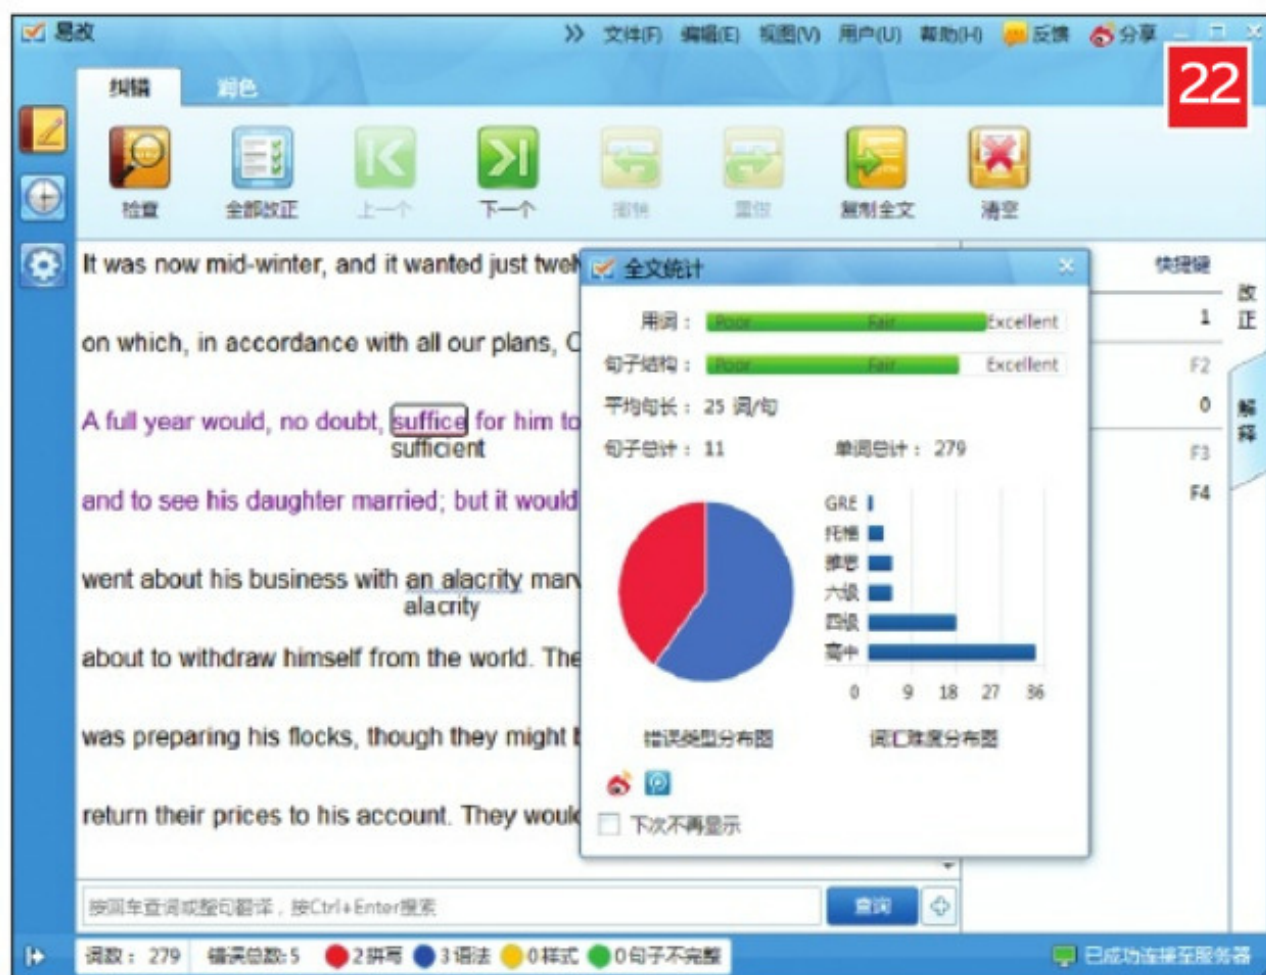 易改
文件(F) 编辑(E) 视图(V) 用户(U) 帮助(H) 反馈 分享
22
纠错 润色
检查 全部改正 上一个 下一个 撤销 重做 复制全文 清空
It was now mid-winter, and it wanted just twel
on which, in accordance with all our plans, C
A full year would, no doubt, suffice for him to
sufficient
and to see his daughter married; but it would
went about his business with an alacrity marv
alacrity
about to withdraw himself from the world. The
was preparing his flocks, though they might b
return their prices to his account. They would
全文统计
用词： Poor Fair Excellent
句子结构： Poor Fair Excellent
平均句长： 25 词/句
句子总计： 11 单词总计： 279
GRE
托福
雅思
六级
四级
高中
0 9 18 27 36
错误类型分布图 词汇难度分布图
下次不再显示
快捷键
1
F2
0
F3
F4
改正
解释
按回车查词或整句翻译，按Ctrl+Enter搜索
查询
词数： 279 错误总数:5 2拼写 3语法 0样式 0句子不完整
已成功连接至服务器